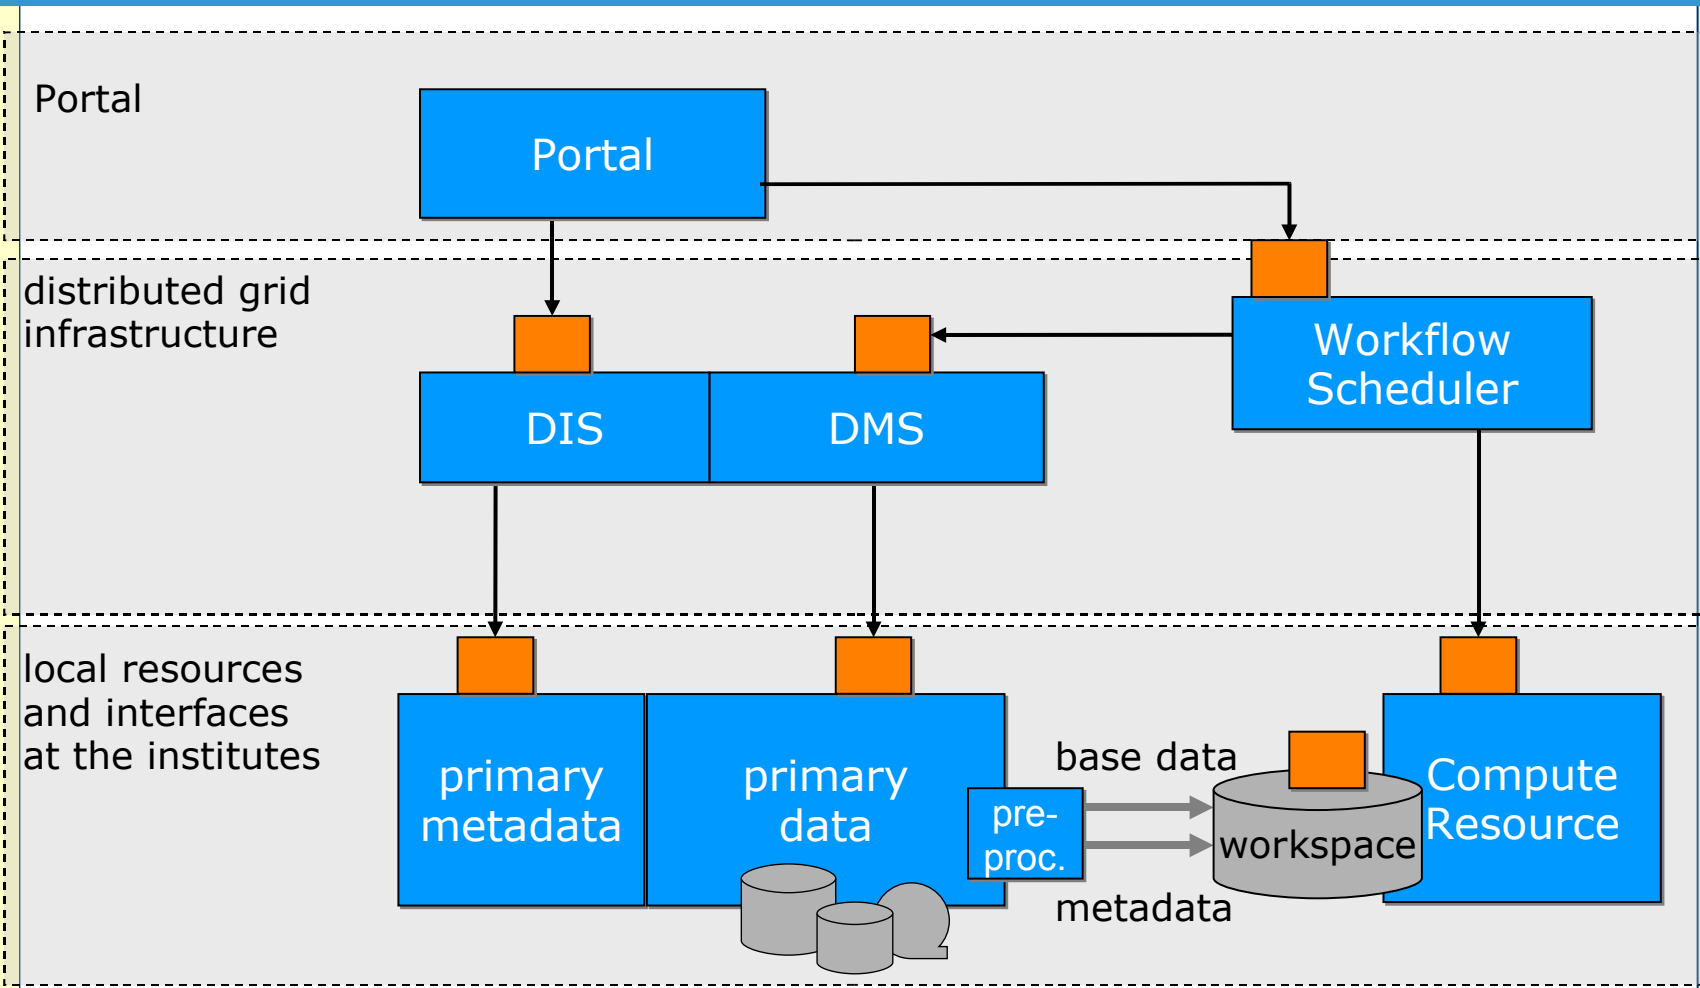 Portal
Portal
distributed grid
infrastructure
Workflow
Scheduler
DIS
DMS
local resources
and interfaces
at the institutes
primary
metadata
primary
data
pre-
proc.
base data
metadata
workspace
Compute
Resource